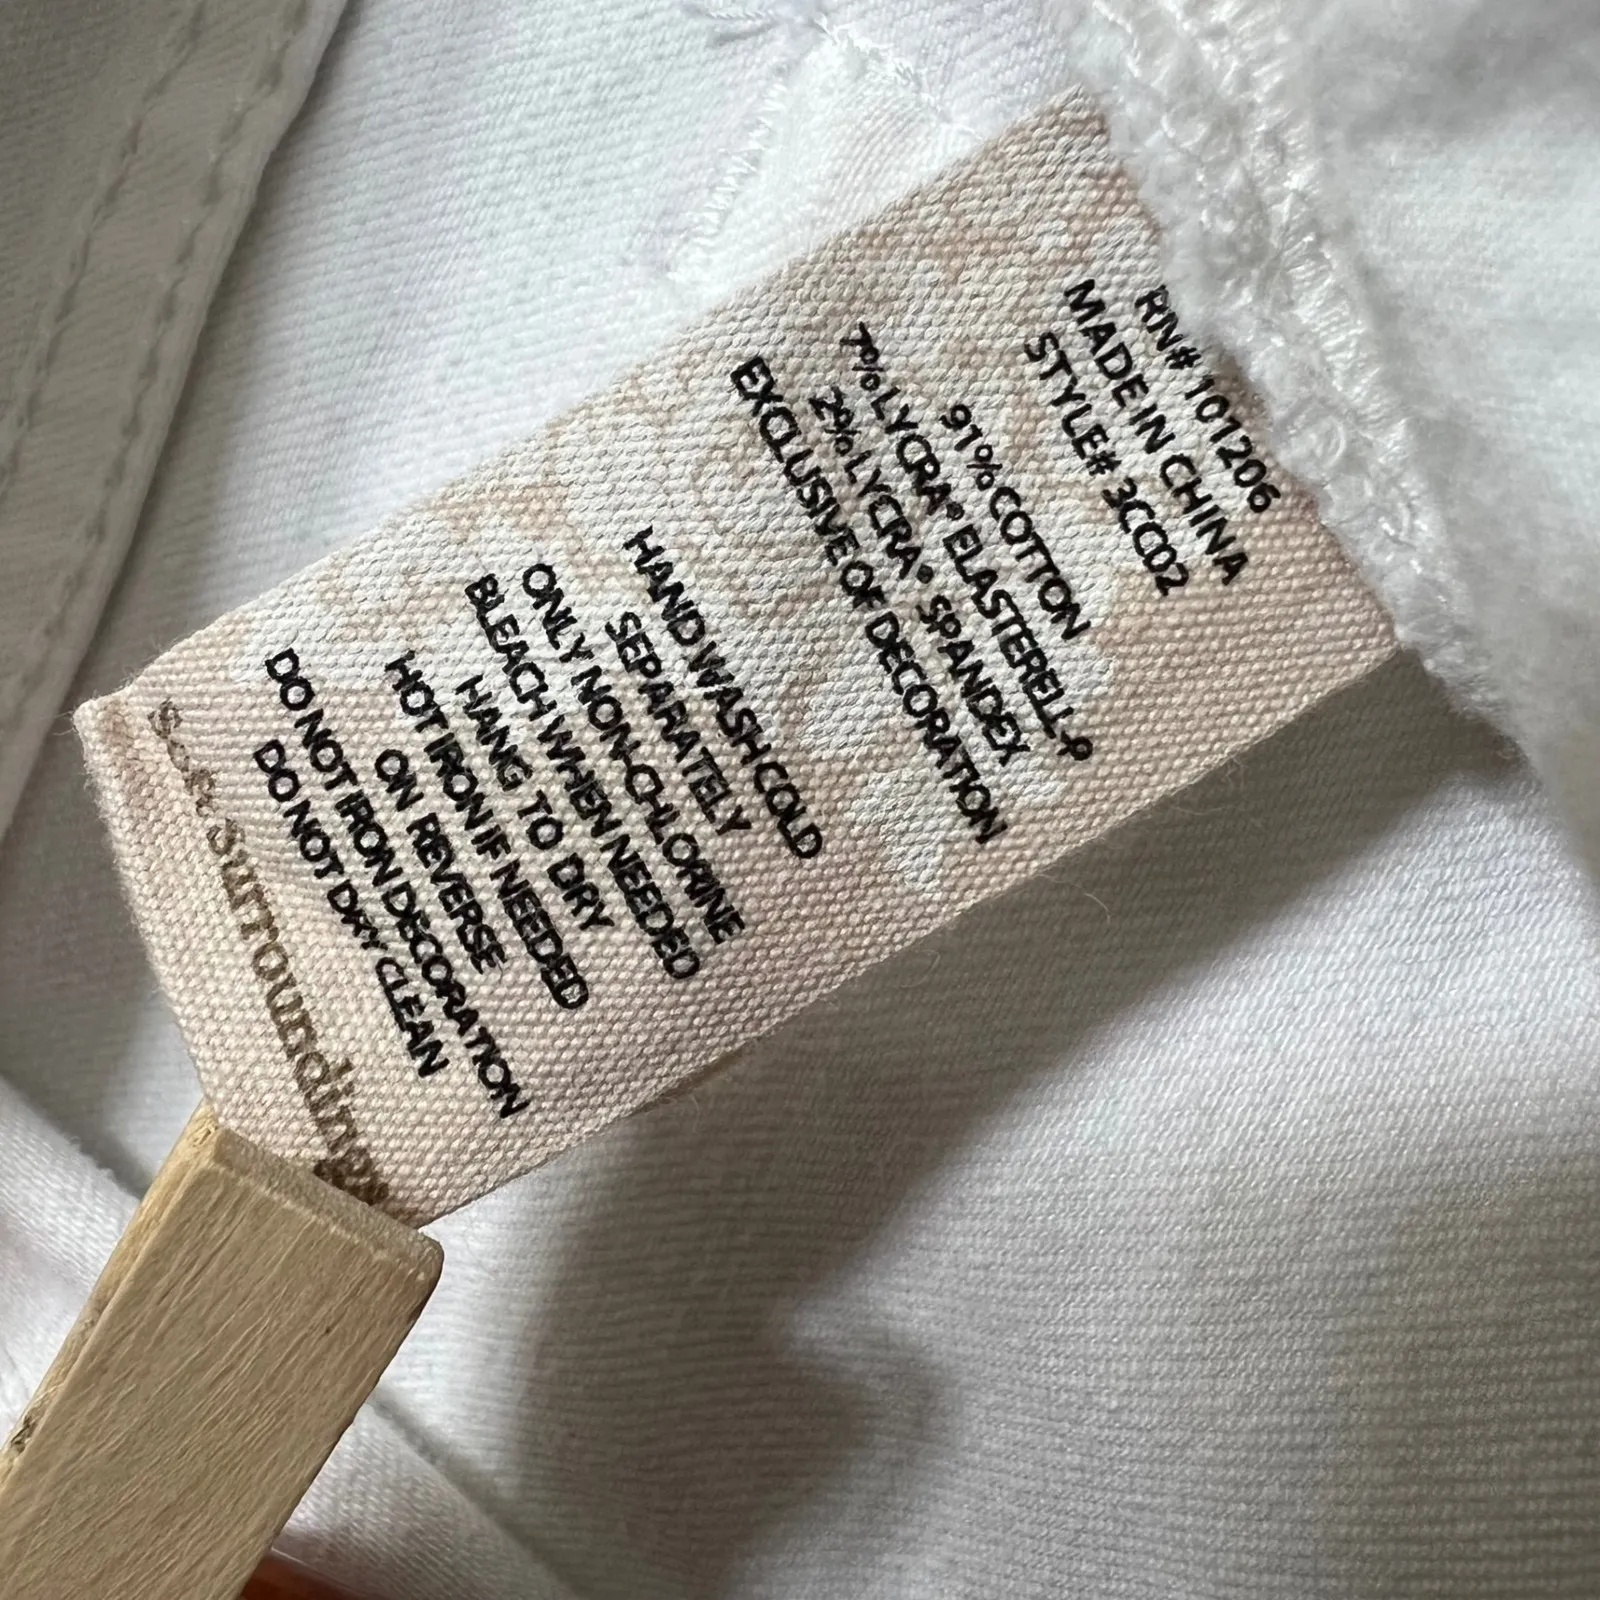 RN# 101206
MADE IN CHINA
STYLE# 3CC02
91% COTTON
7% LYCRA® ELASTERELL-P
2% LYCRA® SPANDEX
EXCLUSIVE OF DECORATION
HAND WASH COLD
SEPARATELY
ONLY NON-CHLORINE
BLEACH WHEN NEEDED
HANG TO DRY
HOT IRON IF NEEDED
ON REVERSE
DO NOT IRON DECORATION
DO NOT DRY CLEAN
surroundings